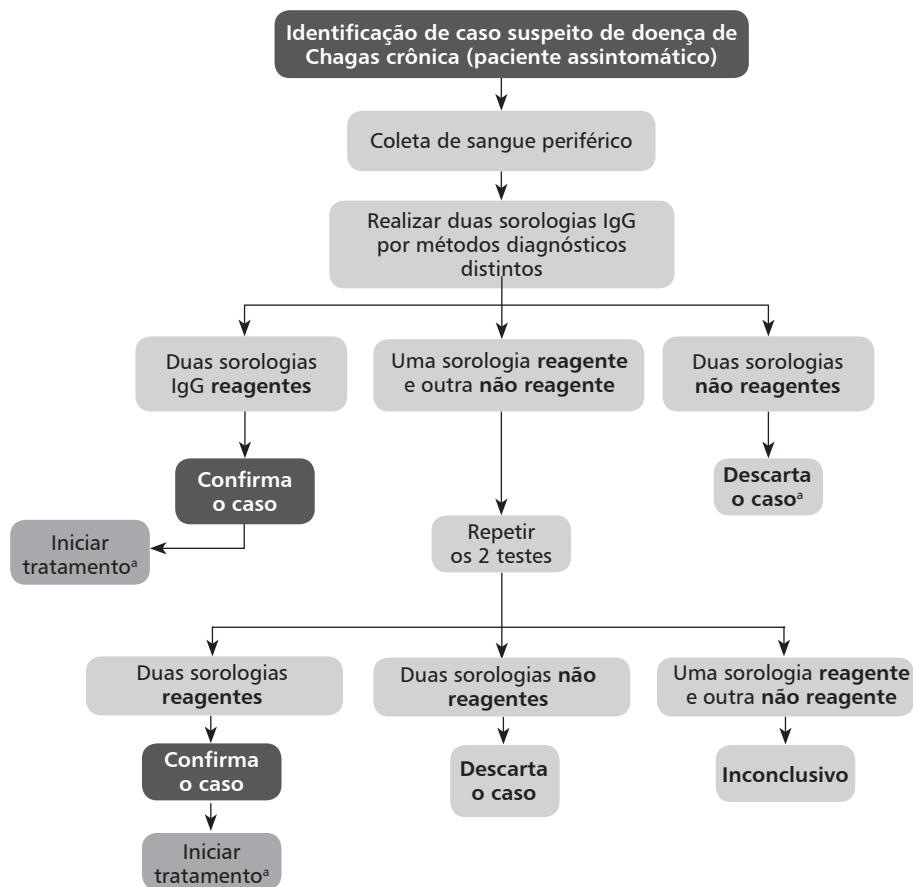 Identificação de caso suspeito de doença de
Chagas crônica (paciente assintomático)
Coleta de sangue periférico
Realizar duas sorologias IgG
por métodos diagnósticos
distintos
Duas sorologias
IgG reagentes
Uma sorologia reagente
e outra não reagente
Duas sorologias
não reagentes
Confirma
o caso
Descarta
o casoᵃ
Iniciar
tratamentoᵃ
Repetir
os 2 testes
Duas sorologias
reagentes
Duas sorologias não
reagentes
Uma sorologia reagente
e outra não reagente
Confirma
o caso
Descarta
o caso
Inconclusivo
Iniciar
tratamentoᵃ